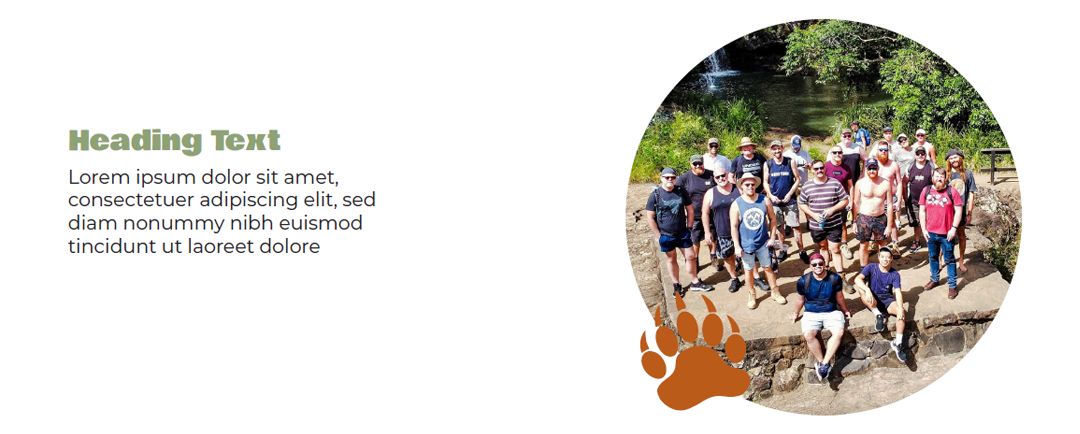 Heading Text
Lorem ipsum dolor sit amet,
consectetuer adipiscing elit, sed
diam nonummy nibh euismod
tincidunt ut laoreet dolore